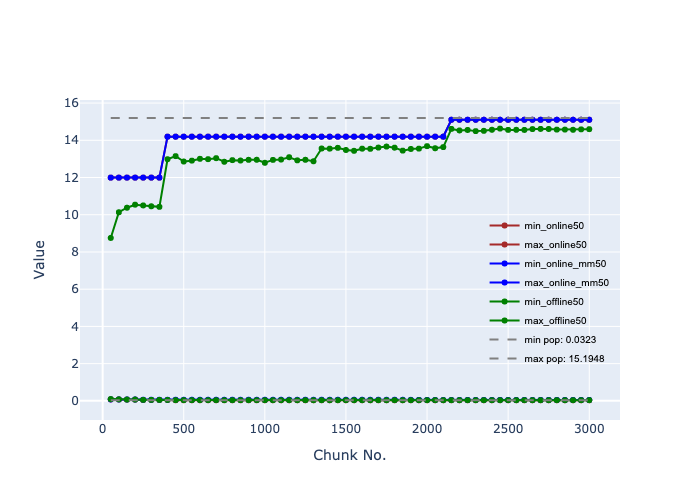 16
14
12
10
8
6
4
2
0
Value
min_online50
max_online50
min_online_mm50
max_online_mm50
min_offline50
max_offline50
min pop: 0.0323
max pop: 15.1948
0 500 1000 1500 2000 2500 3000
Chunk No.